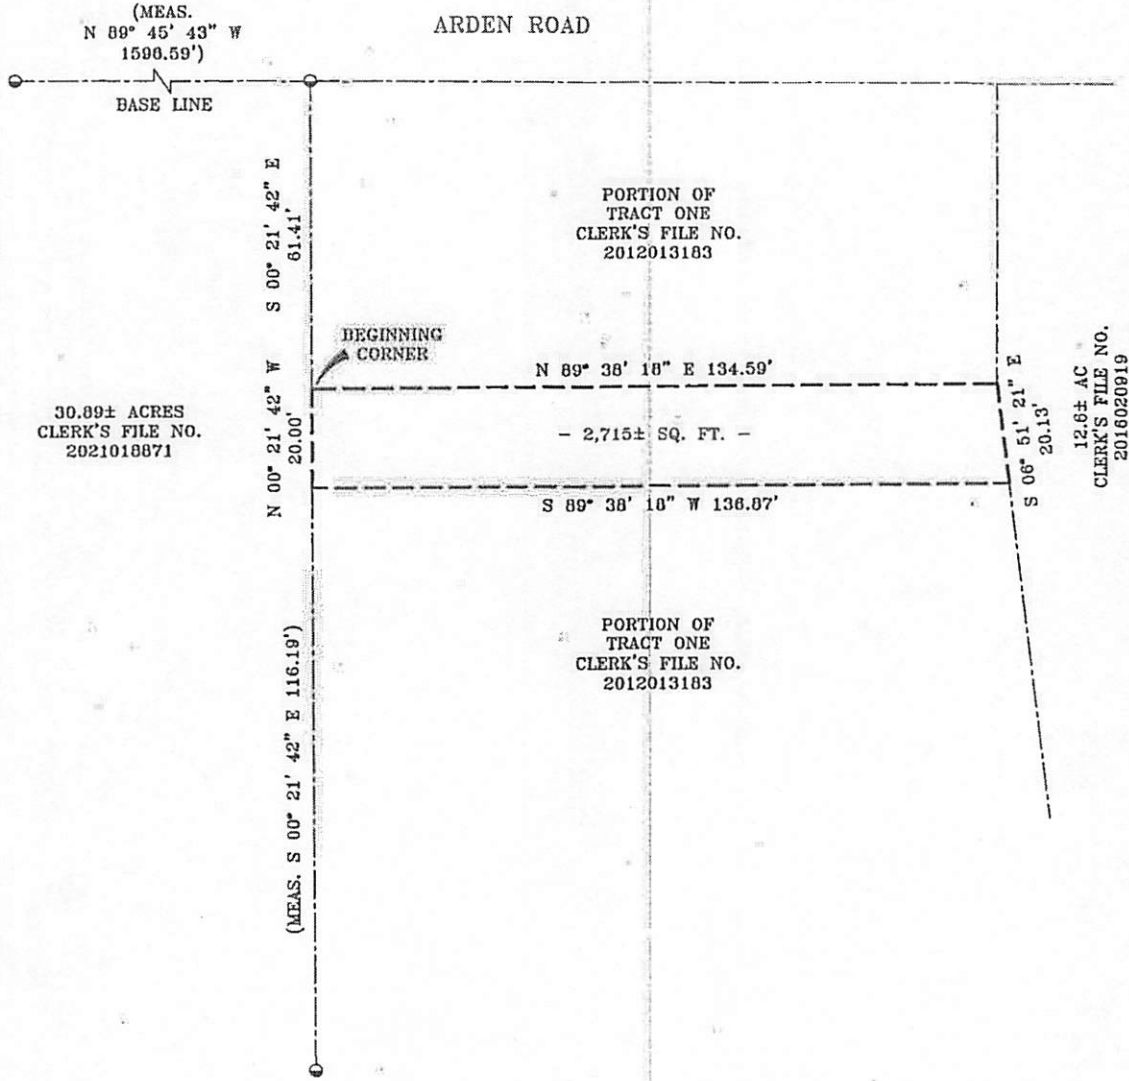 (MEAS.
N 89° 45' 43" W
1596.59')
ARDEN ROAD
BASE LINE
S 00° 21' 42" E
61.41'
PORTION OF
TRACT ONE
CLERK'S FILE NO.
2012013183
BEGINNING
CORNER
N 89° 38' 18" E 134.59'
30.89± ACRES
CLERK'S FILE NO.
2021018871
N 00° 21' 42" W
20.00'
- 2,715± SQ. FT. -
S 06° 51' 21" E
20.13'
12.6± AC
CLERK'S FILE NO.
2016020919
S 89° 38' 18" W 136.87'
PORTION OF
TRACT ONE
CLERK'S FILE NO.
2012013183
(MEAS. S 00° 21' 42" E 116.19')